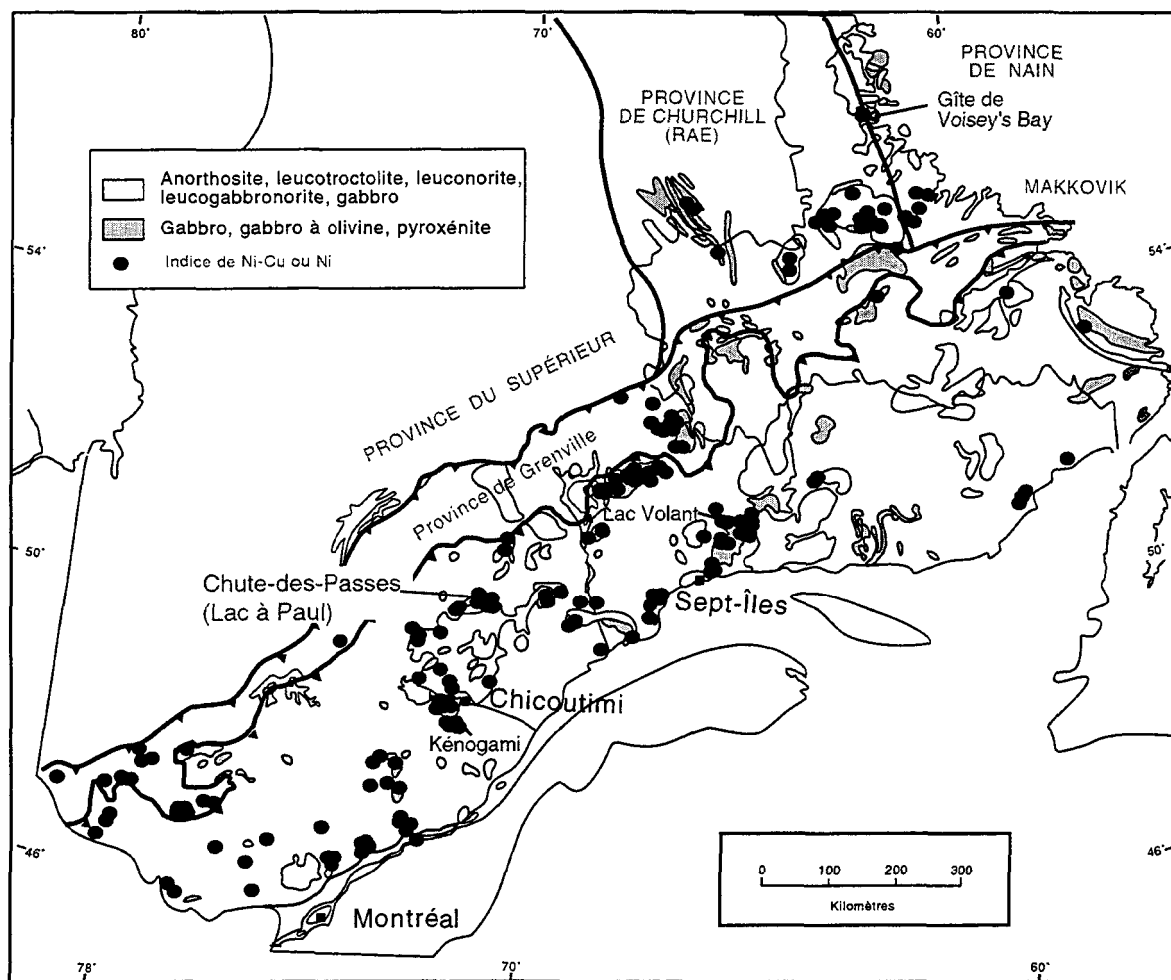 80°
70°
60°
PROVINCE
DE NAIN
PROVINCE
DE CHURCHILL
(RAE)
Gîte de
Voisey's Bay
Anorthosite, leucotroctolite, leuconorite,
leucogabbronorite, gabbro
Gabbro, gabbro à olivine, pyroxénite
Indice de Ni-Cu ou Ni
MAKKOVIK
54°
54°
PROVINCE DU SUPÉRIEUR
Province de Grenville
Lac Volant
50°
50°
Chute-des-Passes
(Lac à Paul)
Sept-Îles
Chicoutimi
Kénogami
46°
46°
0 100 200 300
Kilomètres
Montréal
78°
70°
60°